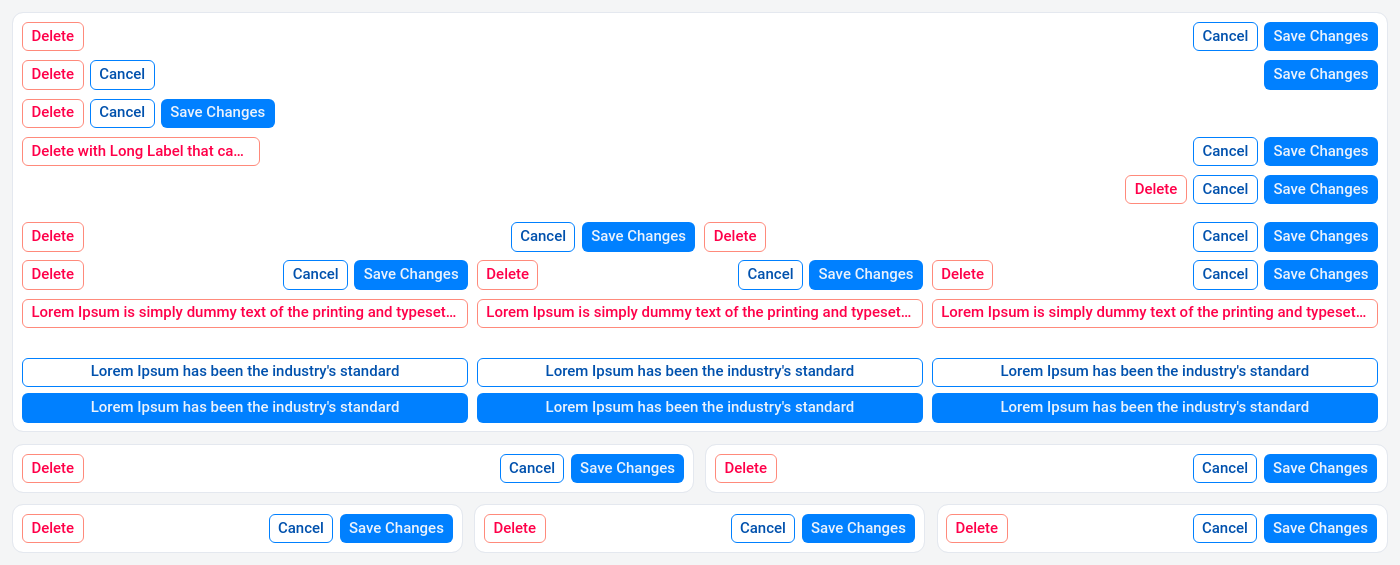 Delete Cancel Save Changes
Delete Cancel Save Changes
Delete Cancel Save Changes
Delete with Long Label that ca... Cancel Save Changes
Delete Cancel Save Changes
Delete Cancel Save Changes Delete Cancel Save Changes
Delete Cancel Save Changes Delete Cancel Save Changes Delete Cancel Save Changes
Lorem Ipsum is simply dummy text of the printing and typeset... Lorem Ipsum is simply dummy text of the printing and typeset... Lorem Ipsum is simply dummy text of the printing and typeset...
Lorem Ipsum has been the industry's standard Lorem Ipsum has been the industry's standard Lorem Ipsum has been the industry's standard
Lorem Ipsum has been the industry's standard Lorem Ipsum has been the industry's standard Lorem Ipsum has been the industry's standard
Delete Cancel Save Changes Delete Cancel Save Changes
Delete Cancel Save Changes Delete Cancel Save Changes Delete Cancel Save Changes